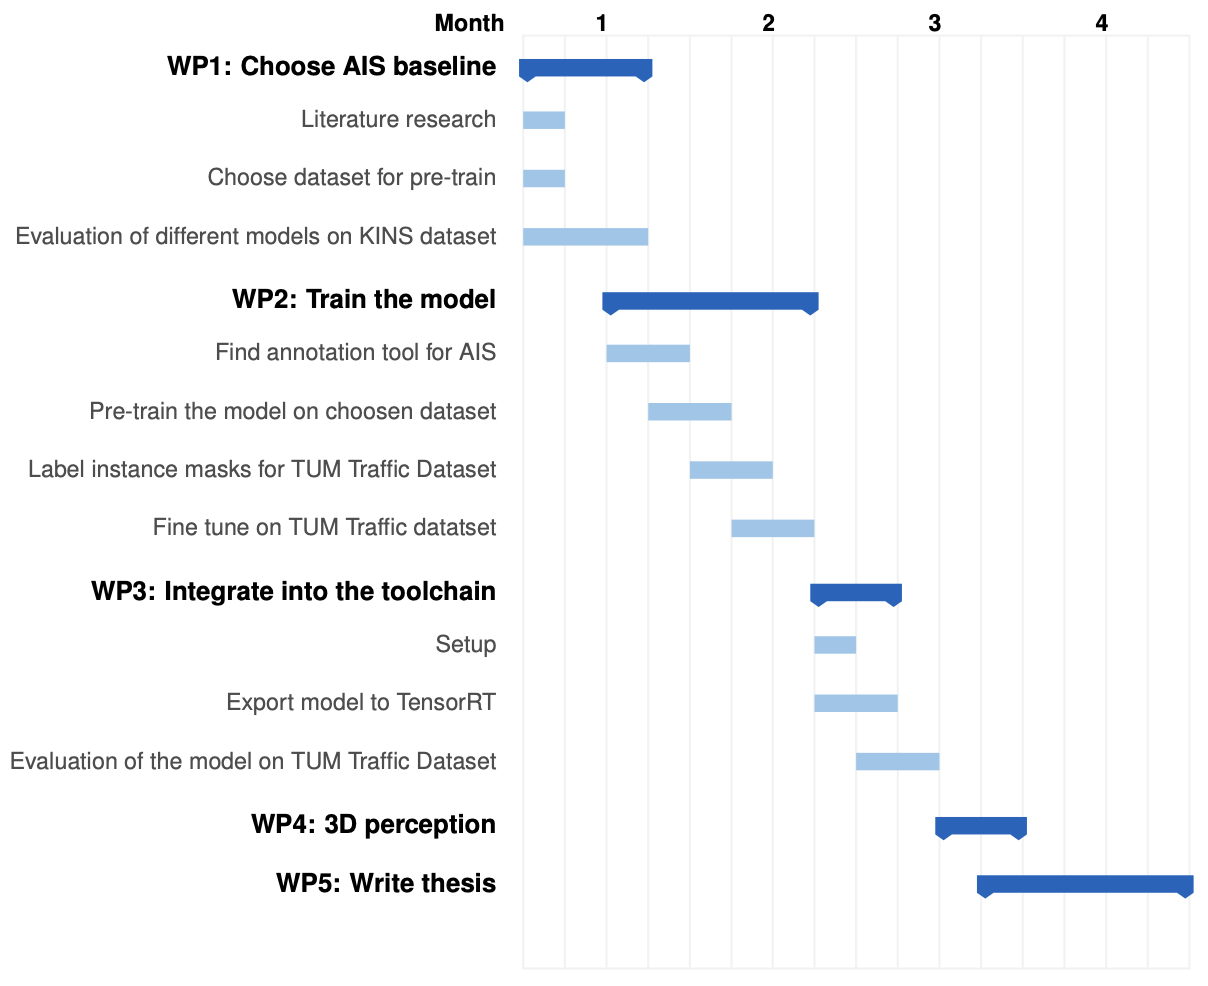 Month 1 2 3 4
WP1: Choose AIS baseline
Literature research
Choose dataset for pre-train
Evaluation of different models on KINS dataset
WP2: Train the model
Find annotation tool for AIS
Pre-train the model on choosen dataset
Label instance masks for TUM Traffic Dataset
Fine tune on TUM Traffic datatset
WP3: Integrate into the toolchain
Setup
Export model to TensorRT
Evaluation of the model on TUM Traffic Dataset
WP4: 3D perception
WP5: Write thesis